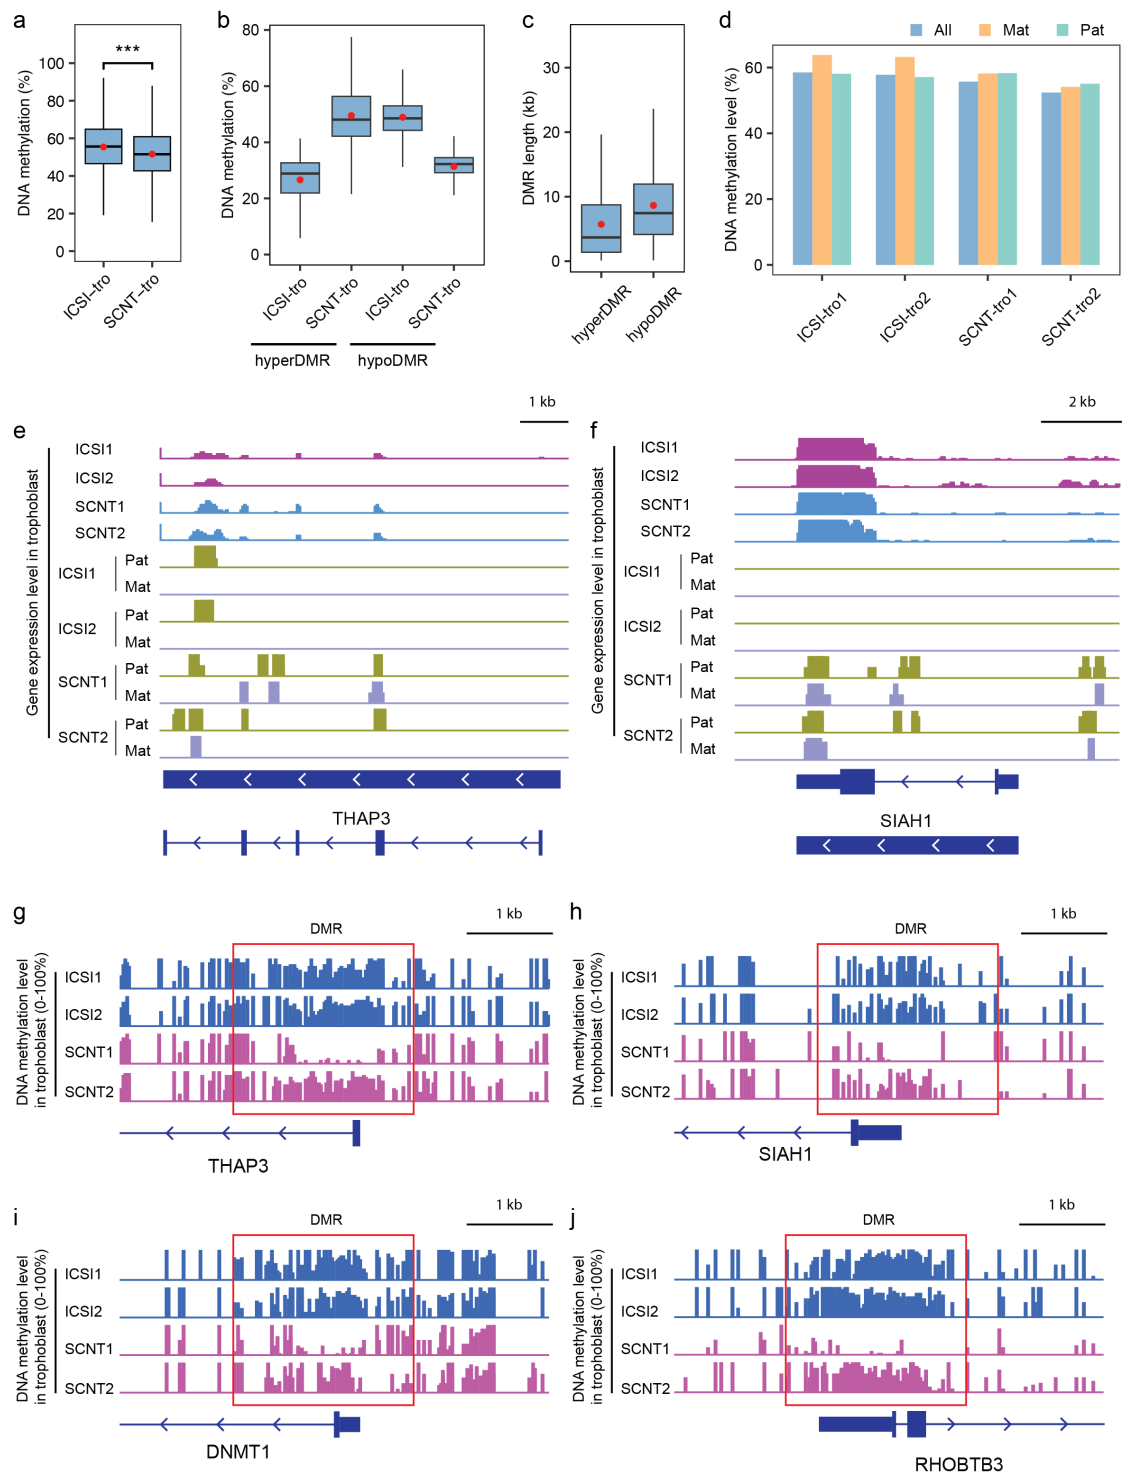 a
***
DNA methylation (%)
100
80
60
40
20
0
ICSI–tro
SCNT–tro
b
DNA methylation (%)
80
60
40
20
0
ICSI-tro
SCNT-tro
ICSI-tro
SCNT-tro
hyperDMR
hypoDMR
c
DMR length (kb)
30
20
10
0
hyperDMR
hypoDMR
d
All
Mat
Pat
DNA methylation level (%)
60
40
20
0
ICSI-tro1
ICSI-tro2
SCNT-tro1
SCNT-tro2
e
1 kb
Gene expression level in trophoblast
ICSI1
ICSI2
SCNT1
SCNT2
ICSI1
Pat
Mat
ICSI2
Pat
Mat
SCNT1
Pat
Mat
SCNT2
Pat
Mat
THAP3
f
2 kb
Gene expression level in trophoblast
ICSI1
ICSI2
SCNT1
SCNT2
ICSI1
Pat
Mat
ICSI2
Pat
Mat
SCNT1
Pat
Mat
SCNT2
Pat
Mat
SIAH1
g
1 kb
DMR
DNA methylation level
in trophoblast (0-100%)
ICSI1
ICSI2
SCNT1
SCNT2
THAP3
h
1 kb
DMR
DNA methylation level
in trophoblast (0-100%)
ICSI1
ICSI2
SCNT1
SCNT2
SIAH1
i
1 kb
DMR
DNA methylation level
in trophoblast (0-100%)
ICSI1
ICSI2
SCNT1
SCNT2
DNMT1
j
1 kb
DMR
DNA methylation level
in trophoblast (0-100%)
ICSI1
ICSI2
SCNT1
SCNT2
RHOBTB3